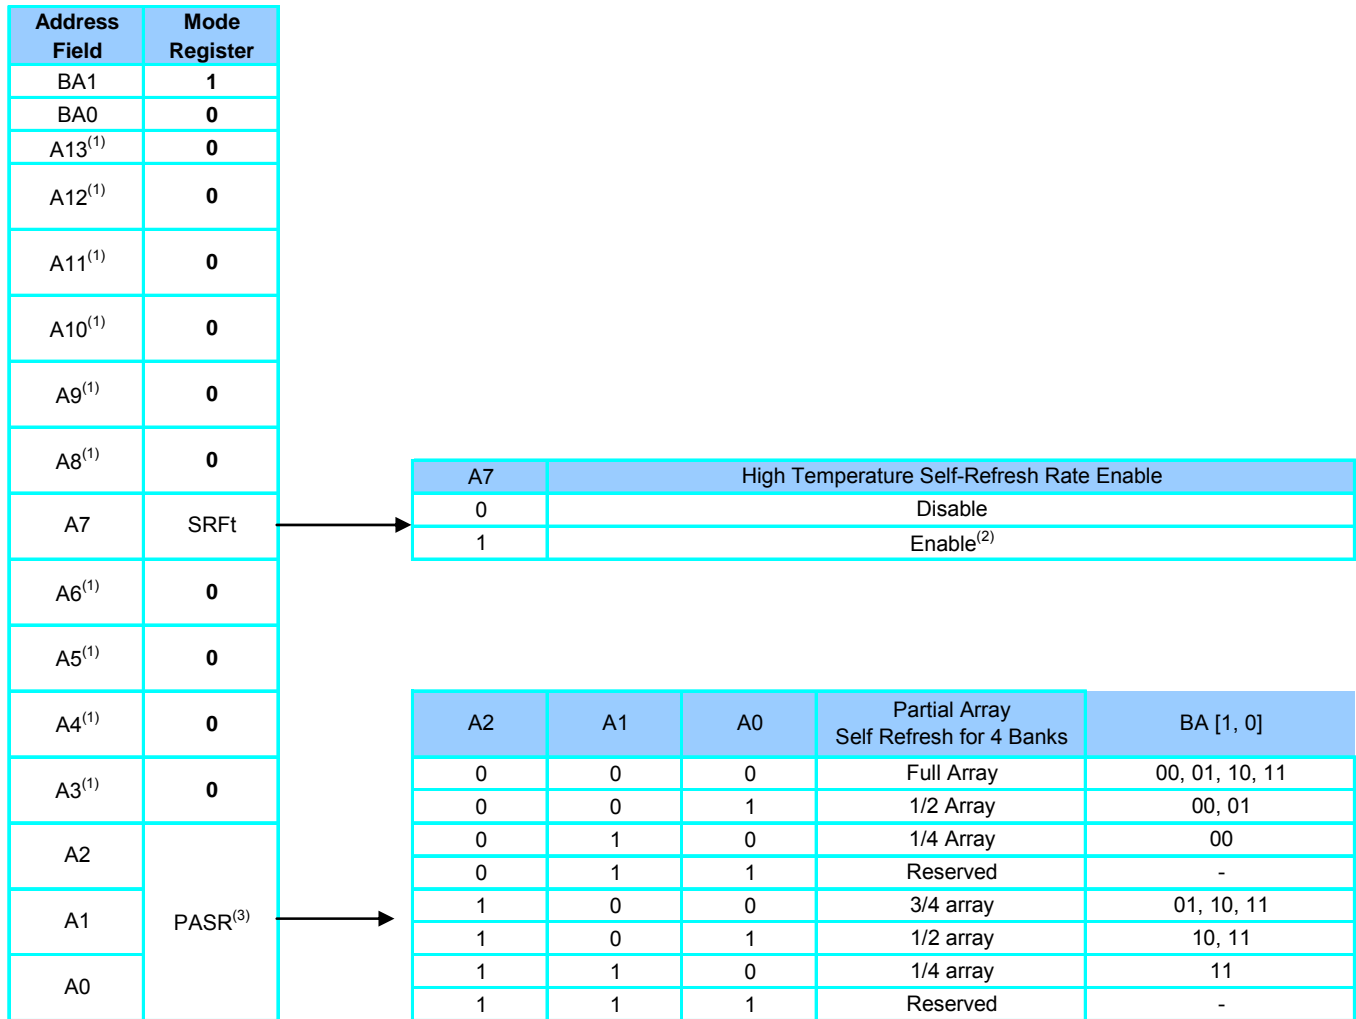 Address Field Mode Register
BA1 1
BA0 0
A13(1) 0
A12(1) 0
A11(1) 0
A10(1) 0
A9(1) 0
A8(1) 0
A7 SRFt
A6(1) 0
A5(1) 0
A4(1) 0
A3(1) 0
A2
A1 PASR(3)
A0
A7 High Temperature Self-Refresh Rate Enable
0 Disable
1 Enable(2)
A2 A1 A0 Partial Array Self Refresh for 4 Banks BA [1, 0]
0 0 0 Full Array 00, 01, 10, 11
0 0 1 1/2 Array 00, 01
0 1 0 1/4 Array 00
0 1 1 Reserved -
1 0 0 3/4 array 01, 10, 11
1 0 1 1/2 array 10, 11
1 1 0 1/4 array 11
1 1 1 Reserved -